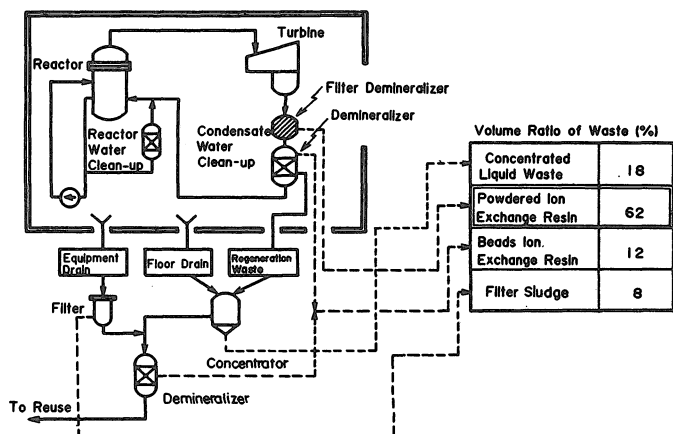 Turbine
Reactor
Filter Demineralizer
Demineralizer
Reactor
Water
Clean-up
Condensate
Water
Clean-up
Volume Ratio of Waste (%)
Concentrated
Liquid Waste
18
Powdered Ion
Exchange Resin
62
Beads Ion.
Exchange Resin
12
Filter Sludge
8
Equipment
Drain
Floor Drain
Regeneration
Waste
Filter
Concentrator
To Reuse
Demineralizer